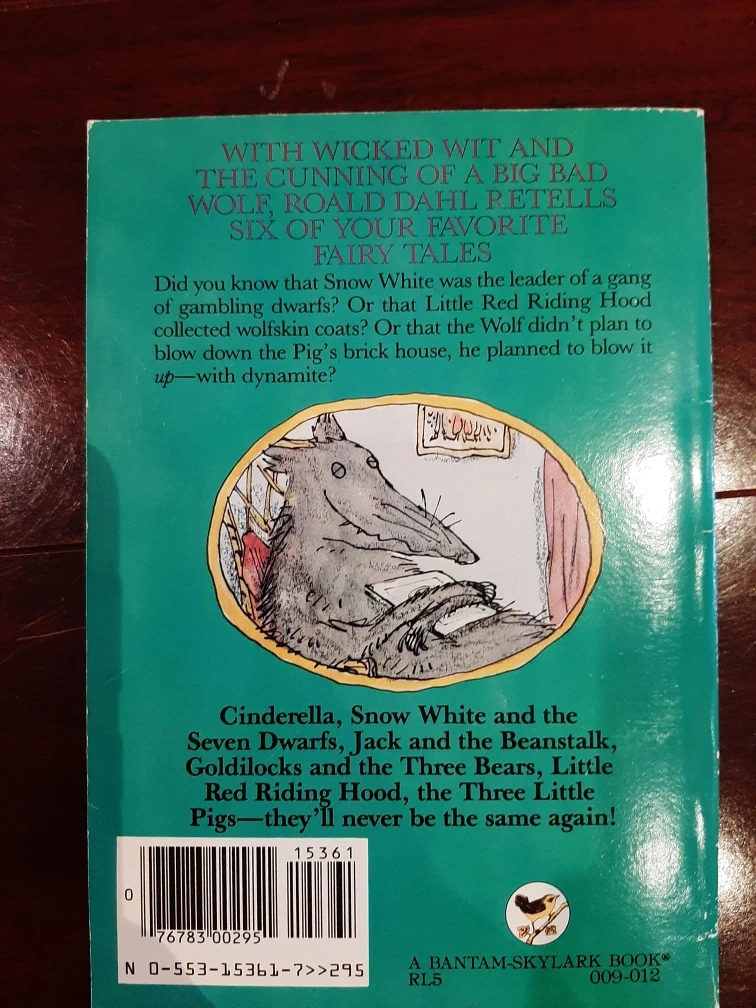 WITH WICKED WIT AND
THE CUNNING OF A BIG BAD
WOLF, ROALD DAHL RETELLS
SIX OF YOUR FAVORITE
FAIRY TALES
Did you know that Snow White was the leader of a gang
of gambling dwarfs? Or that Little Red Riding Hood
collected wolfskin coats? Or that the Wolf didn't plan to
blow down the Pig's brick house, he planned to blow it
up—with dynamite?
Cinderella, Snow White and the
Seven Dwarfs, Jack and the Beanstalk,
Goldilocks and the Three Bears, Little
Red Riding Hood, the Three Little
Pigs—they'll never be the same again!
15361
0
76783 00295
N 0-553-15361-7>>295
A BANTAM-SKYLARK BOOK®
RL5 009-012